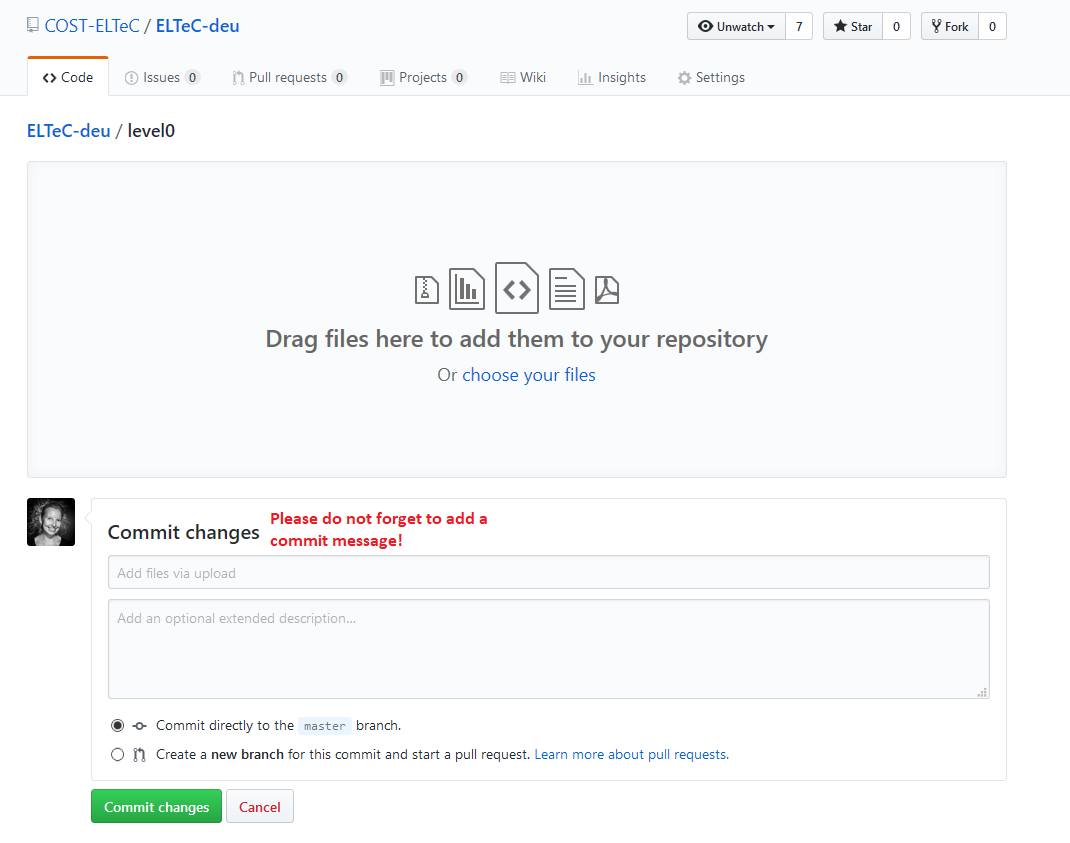 COST-ELTeC / ELTeC-deu
Unwatch 7 Star 0 Fork 0
Code Issues 0 Pull requests 0 Projects 0 Wiki Insights Settings
ELTeC-deu / level0
Drag files here to add them to your repository
Or choose your files
Commit changes
Please do not forget to add a
commit message!
Add files via upload
Add an optional extended description…
Commit directly to the master branch.
Create a new branch for this commit and start a pull request. Learn more about pull requests.
Commit changes Cancel